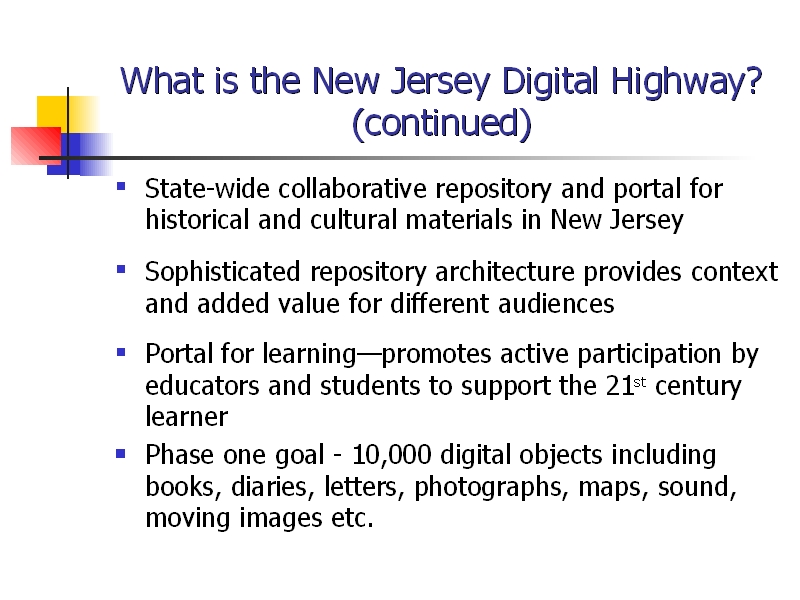 What is the New Jersey Digital Highway?
(continued)
State-wide collaborative repository and portal for
historical and cultural materials in New Jersey
Sophisticated repository architecture provides context
and added value for different audiences
Portal for learning—promotes active participation by
educators and students to support the 21st century
learner
Phase one goal - 10,000 digital objects including
books, diaries, letters, photographs, maps, sound,
moving images etc.